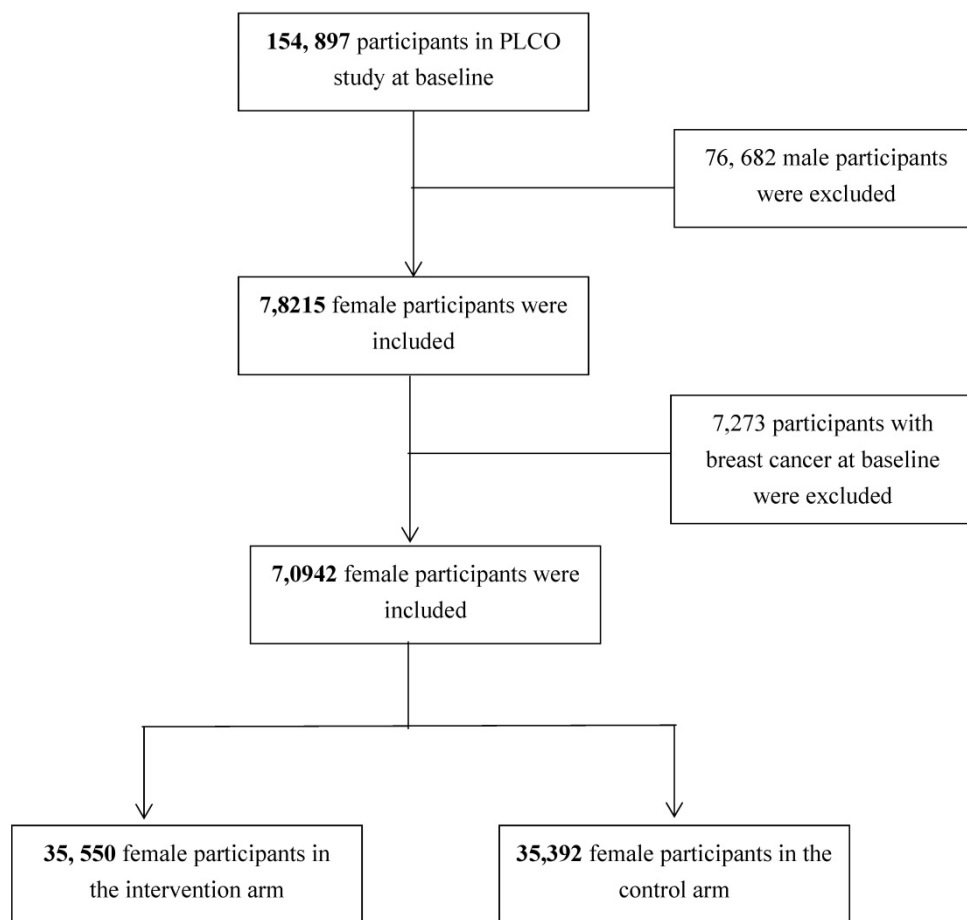 154, 897 participants in PLCO
study at baseline
76, 682 male participants
were excluded
7,8215 female participants were
included
7,273 participants with
breast cancer at baseline
were excluded
7,0942 female participants were
included
35, 550 female participants in
the intervention arm
35,392 female participants in the
control arm